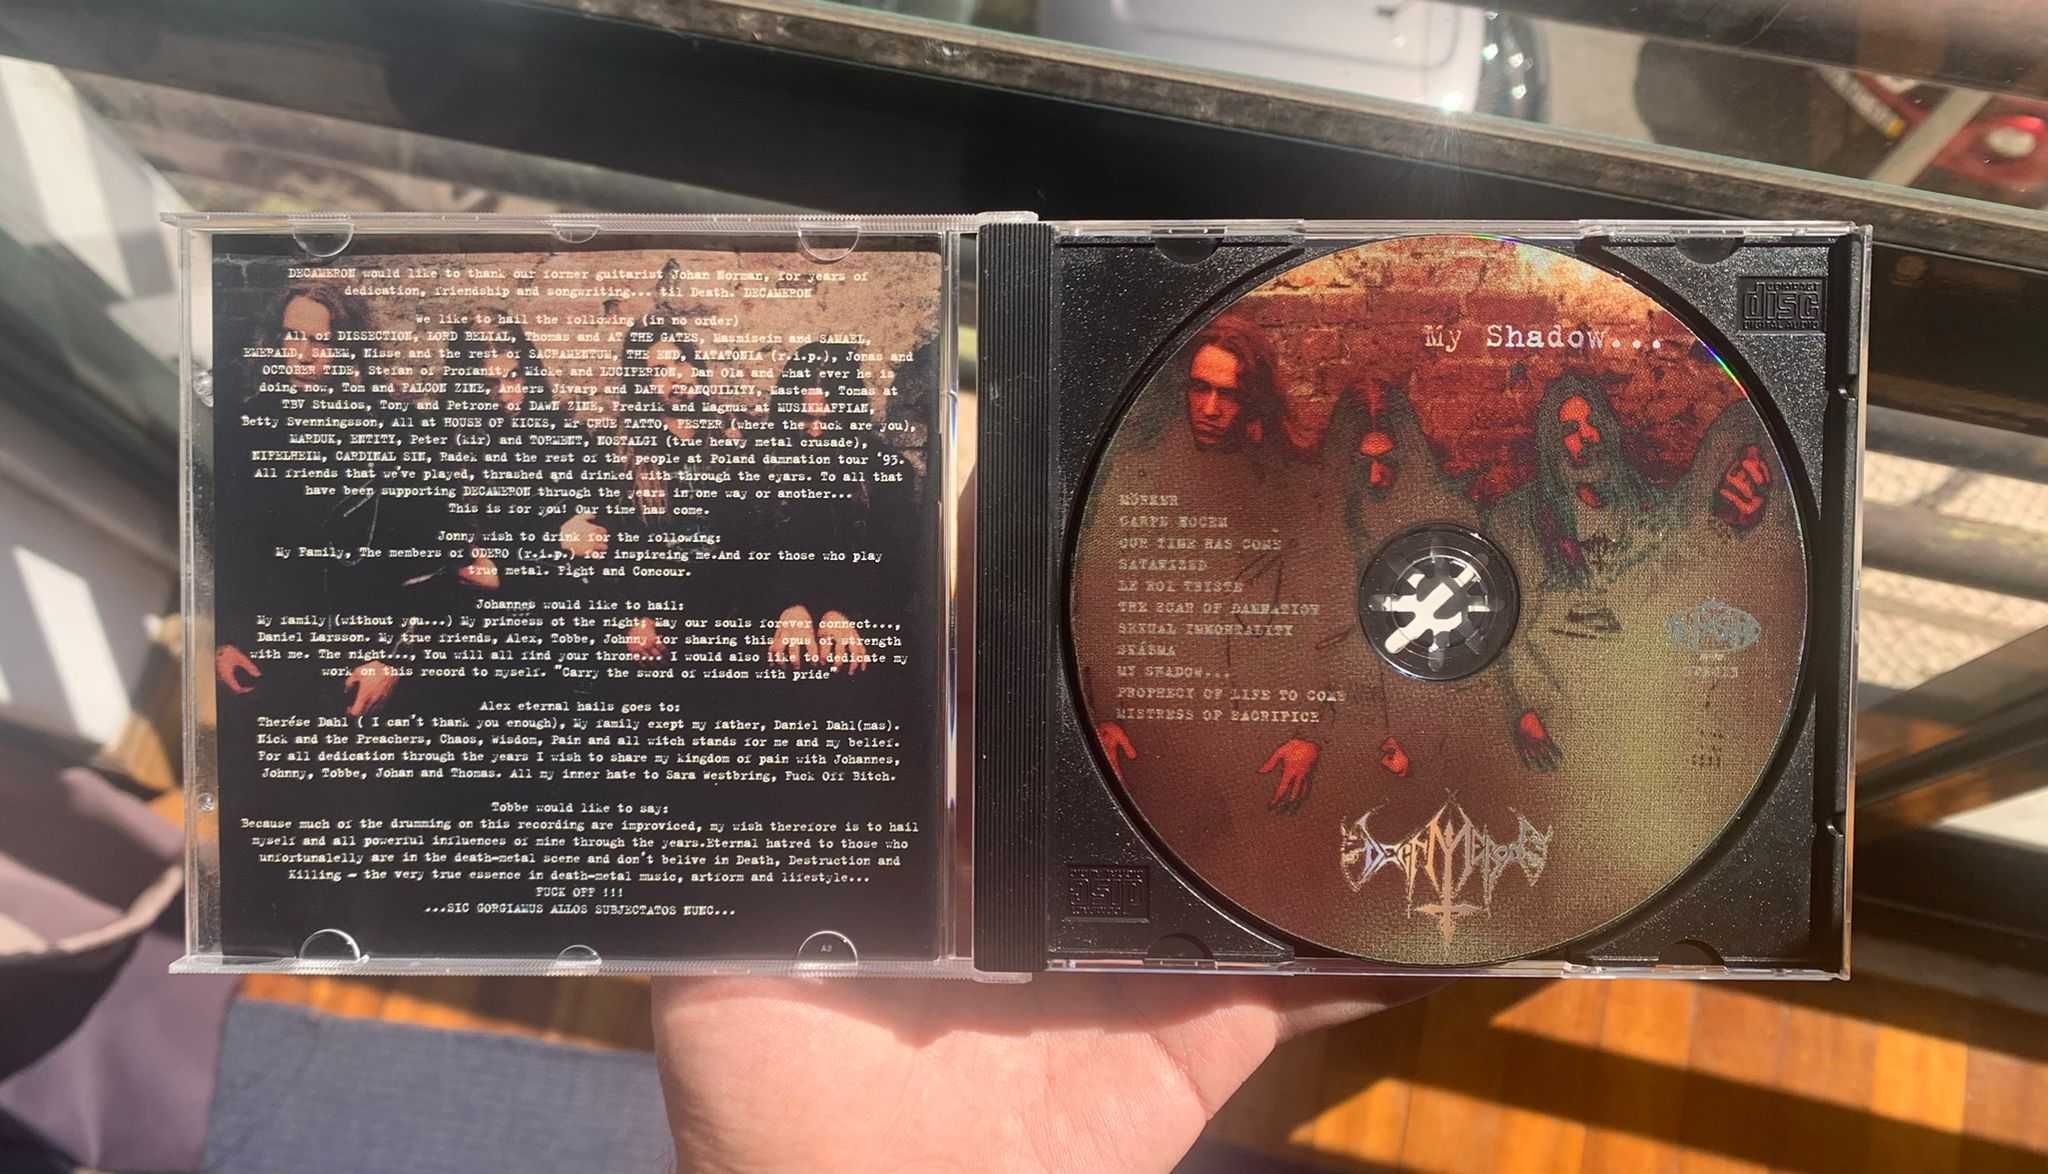 DECAMERON would like to thank our former guitarist Johan Norman, for years of
dedication, friendship and songwriting... til Death. DECAMERON
We like to hail the following (in no order)
All of DISSECTION, LORD BELIAL, Thomas and AT THE GATES, Masmisein and SAMAEL,
EMERALD, SALEM, Nisse and the rest of SACRAMENTUM, THE END, KATATONIA (r.i.p.), Jonas and
OCTOBER TIDE, Stefan of Profanity, Micke and LUCIFERION, Dan Ola and what ever he is
doing now, Tom and FALCON ZINE, Anders Jivarp and DARK TRANQUILITY, Mastema, Tomas at
TBV Studios, Tony and Petrone of DAWN ZINE, Fredrik and Magnus at MUSIKMAFFIAN,
Betty Svenningsson, All at HOUSE OF KICKS, Mr CRUE TATTO, FESTER (where the fuck are you),
MARDUK, ENTITY, Peter (kir) and TORMENT, NOSTALGI (true heavy metal crusade),
NIFELHEIM, CARDINAL SIN, Radek and the rest of the people at Poland damnation tour '93.
All friends that we've played, thrashed and drinked with through the eyars. To all that
have been supporting DECAMERON thruogh the years in one way or another...
This is for you! Our time has come.
Jonny wish to drink for the following:
My Family, The members of ODERO (r.i.p.) for inspireing me.And for those who play
true metal. Fight and Concour.
Johannes would like to hail:
My family (without you...) My princess ot the night; May our souls forever connect...,
Daniel Larsson. My true friends, Alex, Tobbe, Johnny for sharing this opus of strength
with me. The night..., You will all find your throne... I would also like to dedicate my
work on this record to myself. "Carry the sword of wisdom with pride"
Alex eternal hails goes to:
Therése Dahl ( I can't thank you enough), My family exept my father, Daniel Dahl(mas).
Nick and the Preachers, Chaos, Wisdom, Pain and all witch stands for me and my belief.
For all dedication through the years I wish to share my kingdom of pain with Johannes,
Johnny, Tobbe, Johan and Thomas. All my inner hate to Sara Westbring, Fuck Off Bitch.
Tobbe would like to say:
Because much of the drumming on this recording are improviced, my wish therefore is to hail
myself and all powerful influences of mine through the years.Eternal hatred to those who
unfortunalelly are in the death-metal scene and don't belive in Death, Destruction and
Killing - the very true essence in death-metal music, artform and lifestyle...
FUCK OFF !!!
...SIC GORGIAMUS ALLOS SUBJECTATOS NUNC...
A3
COMPACT
disc
DIGITAL AUDIO
My Shadow...
MÖRKER
CARPE NOCEM
OUR TIME HAS COME
SATANIZED
LE ROI TRISTE
THE SCAR OF DAMNATION
SEXUAL IMMORTALITY
SKÄBMA
MY SHADOW...
PROPHECY OF LIFE TO COME
MISTRESS OF SACRIFICE
DECAMERON